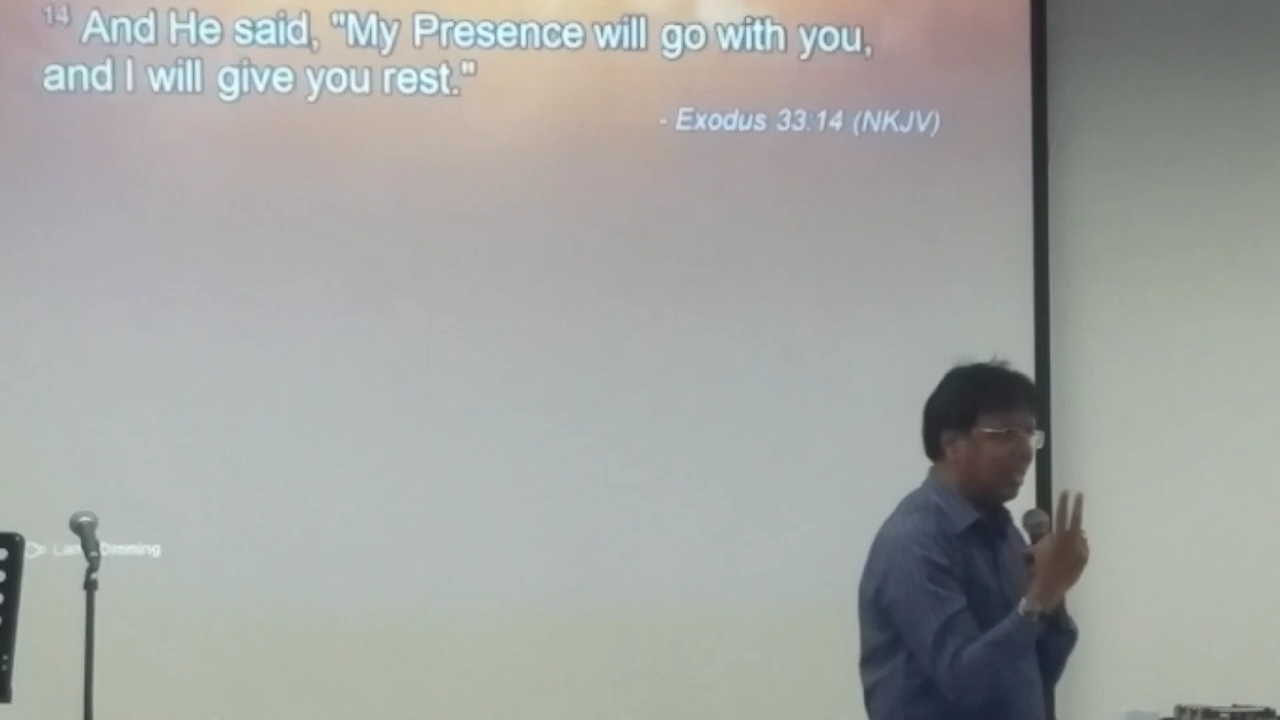 14 And He said, "My Presence will go with you,
and I will give you rest."
- Exodus 33:14 (NKJV)
Dimming